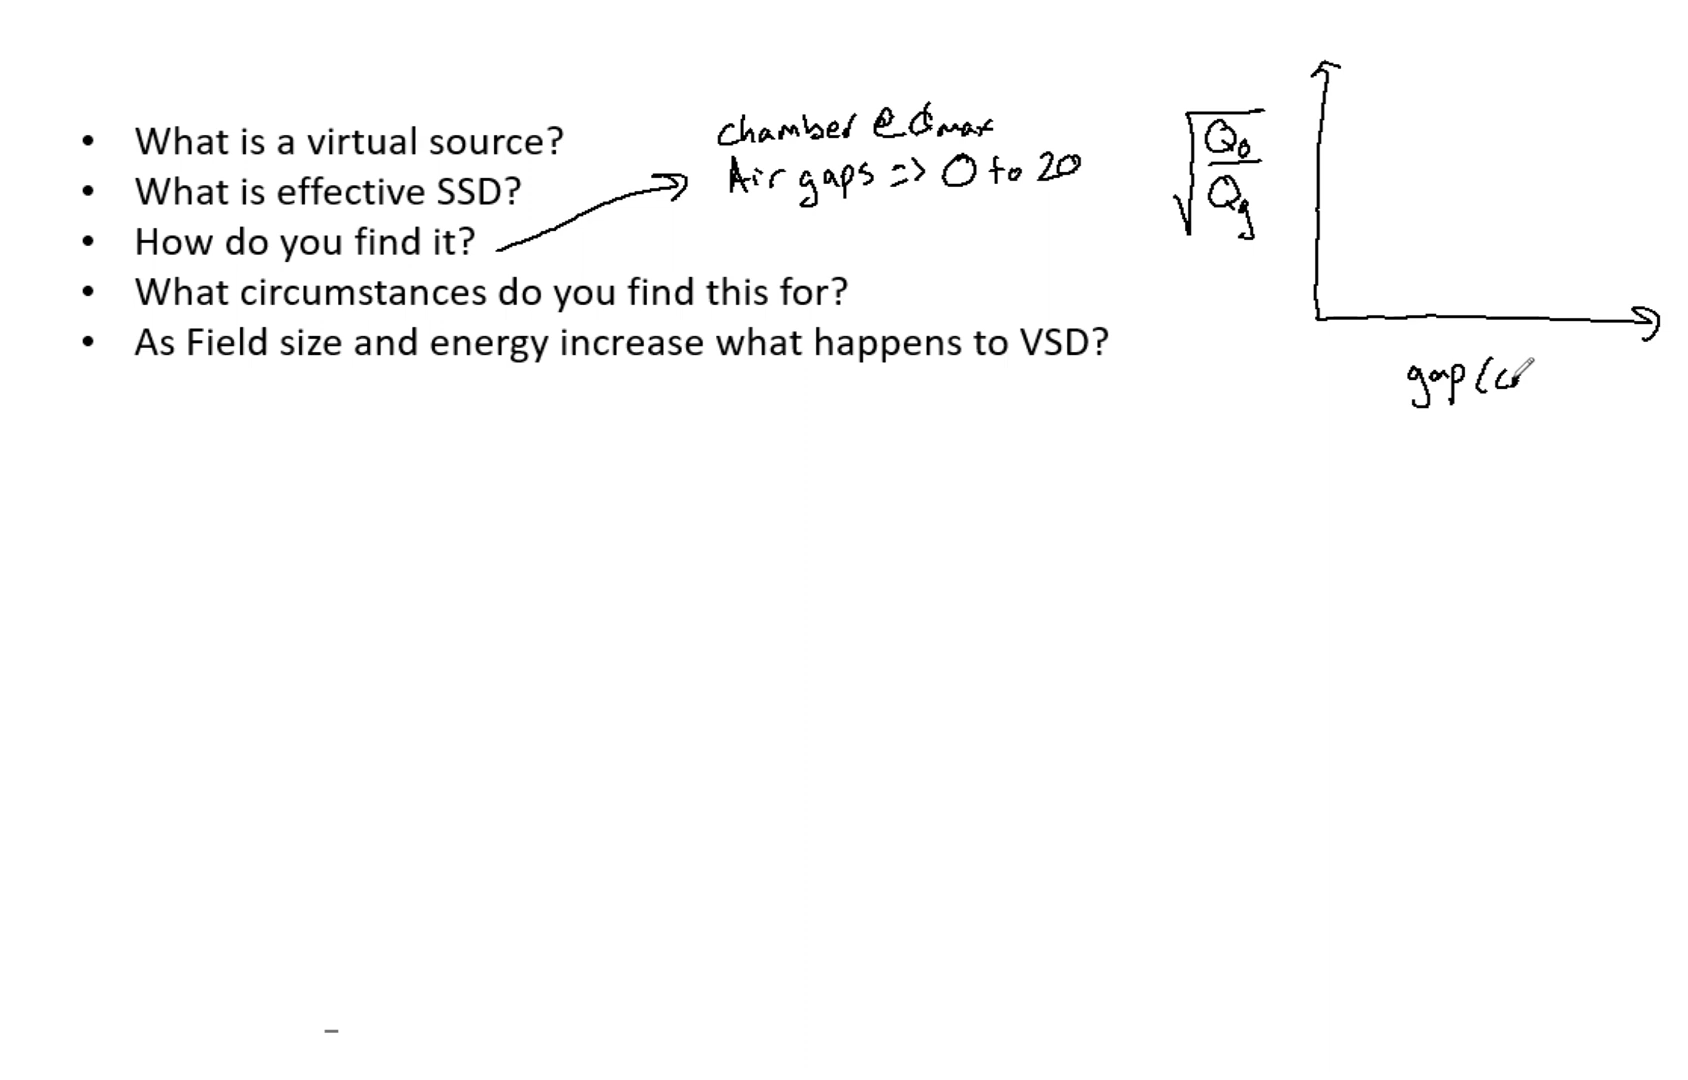 • What is a virtual source?
• What is effective SSD?
• How do you find it?
• What circumstances do you find this for?
• As Field size and energy increase what happens to VSD?
chamber @ dmax
Air gaps => 0 to 20
√Q₀/Qg
gap (c